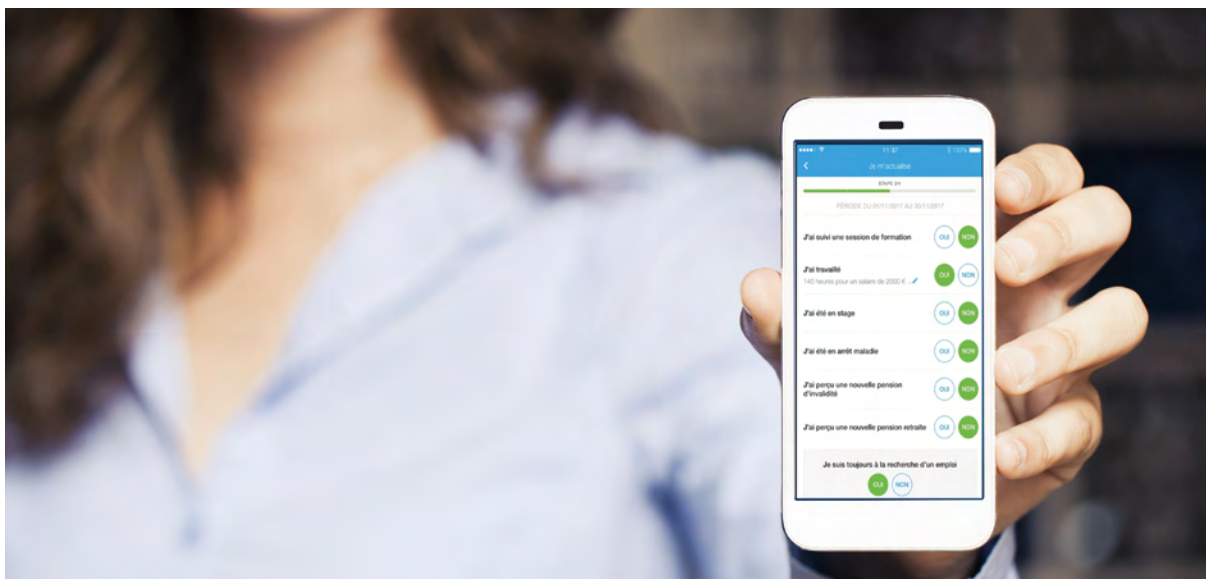 11:37
100%
Je m'actualise
PÉRIODE DU 01/11/2017 AU 30/11/2017
J'ai suivi une session de formation OUI NON
J'ai travaillé OUI NON
140 heures pour un salaire de 2000 € ...
J'ai été en stage OUI NON
J'ai été en arrêt maladie OUI NON
J'ai perçu une nouvelle pension
d'invalidité OUI NON
J'ai perçu une nouvelle pension retraite OUI NON
Je suis toujours à la recherche d'un emploi
OUI NON